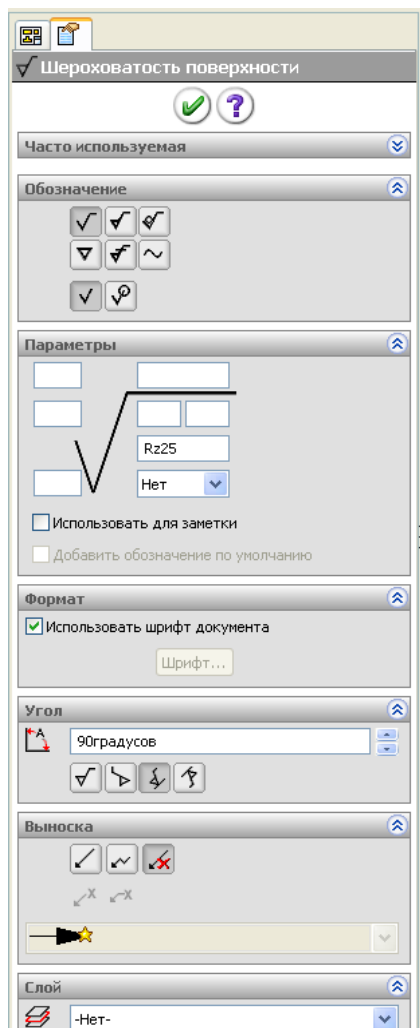 Шероховатость поверхности
Часто используемая
Обозначение
Параметры
Rz25
Нет
Использовать для заметки
Добавить обозначение по умолчанию
Формат
Использовать шрифт документа
Шрифт...
Угол
90градусов
Выноска
Слой
-Нет-